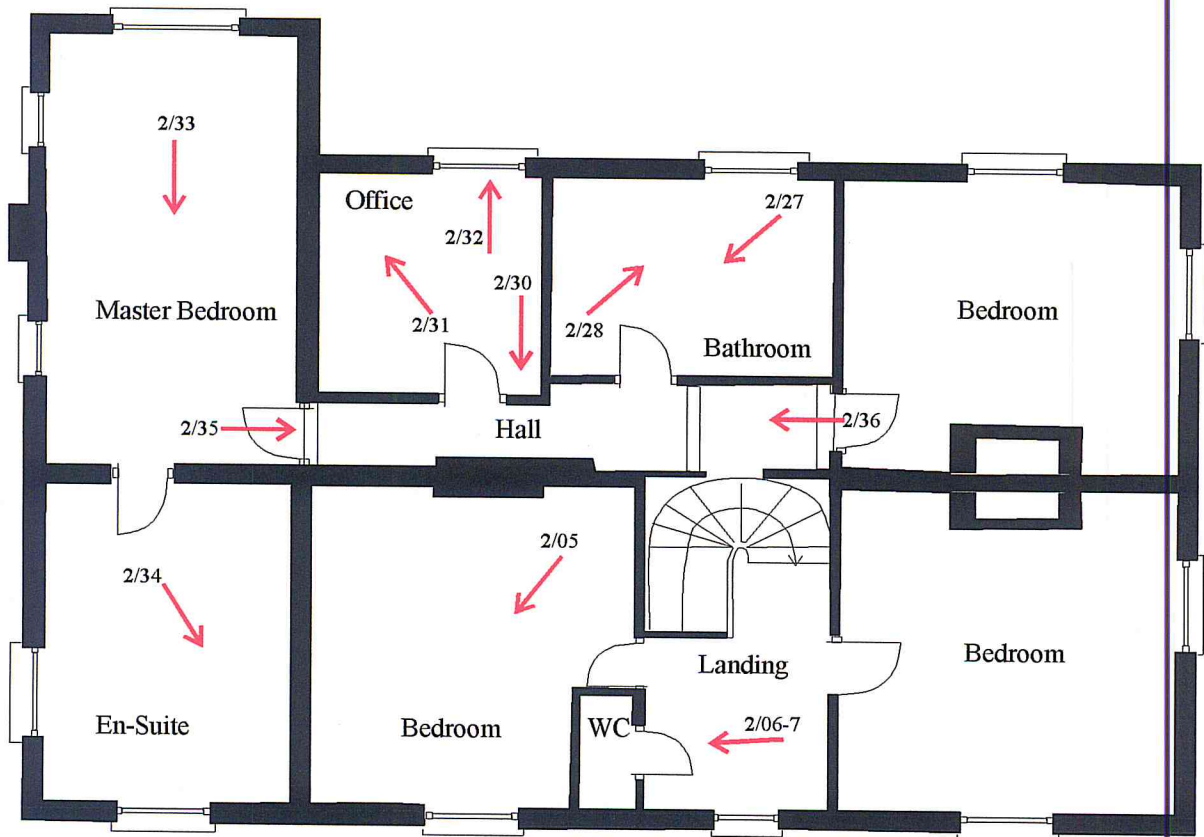 2/33
Office
2/27
2/32
2/30
Master Bedroom
2/31
2/28
Bedroom
Bathroom
2/35
Hall
2/36
2/05
2/34
Landing
Bedroom
En-Suite
Bedroom
WC
2/06-7